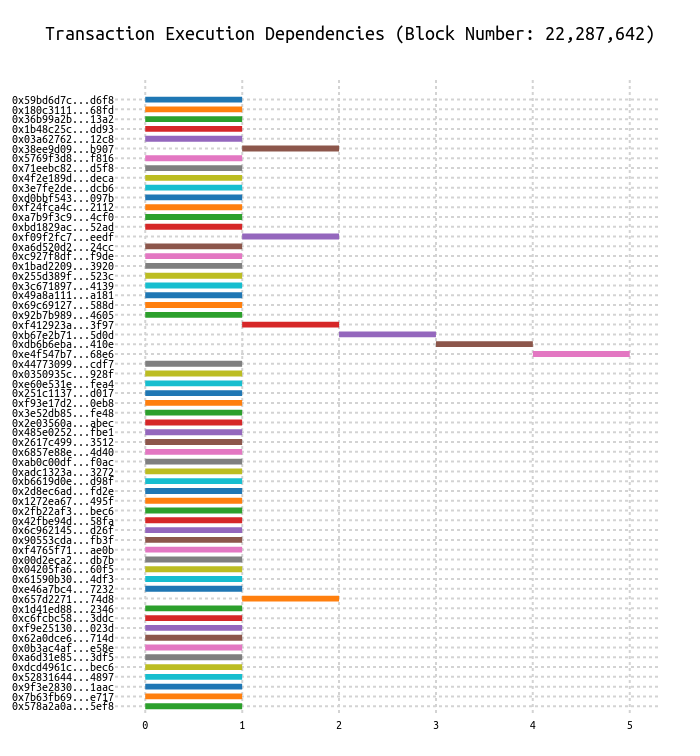 Transaction Execution Dependencies (Block Number: 22,287,642)
0x59bd6d7c...d6f8
0x180c3111...68fd
0x36b99a2b...13a2
0x1b48c25c...dd93
0x03a62762...12c8
0x38ee9d09...b907
0x5769f3d8...f816
0x71eebc82...d5f8
0x4f2e189d...deca
0x3e7fe2de...dcb6
0xd0bbf543...097b
0xf24fca4c...2112
0xa7b9f3c9...4cf0
0xbd1829ac...52ad
0xf09f2fc7...eedf
0xa6d520d2...24cc
0xc927f8df...f9de
0x1bad2209...3920
0x255d389f...523c
0x3c671897...4139
0x49a8a111...a181
0x69c69127...588d
0x92b7b989...4605
0xf412923a...3f97
0xb67e2b71...5d0d
0xdb6b6eba...410e
0xe4f547b7...68e6
0x44773099...cdf7
0x0350935c...928f
0xe60e531e...fea4
0x251c1137...d017
0xf93e17d2...0eb8
0x3e52db85...fe48
0x2e03560a...abec
0x485e0252...fbe1
0x2617c499...3512
0x6857e88e...4d40
0xab0c00df...f0ac
0xadc1323a...3272
0xb6619d0e...d98f
0x2d8ec6ad...fd2e
0x1272ea67...495f
0x2fb22af3...bec6
0x42fbe94d...58fa
0x6c962145...d26f
0x90553cda...fb3f
0xf4765f71...ae0b
0x00d2eca2...db7b
0x04205fa6...60f5
0x61590b30...4df3
0xe46a7bc4...7232
0x657d2271...74d8
0x1d41ed88...2346
0xc6fcbc58...3ddc
0xf9e25130...023d
0x62a0dce6...714d
0x0b3ac4af...e58e
0xa6d31e85...3df5
0xdcd4961c...bec6
0x52831644...4897
0x9f3e2830...1aac
0x7b63fb69...e717
0x578a2a0a...5ef8
0 1 2 3 4 5